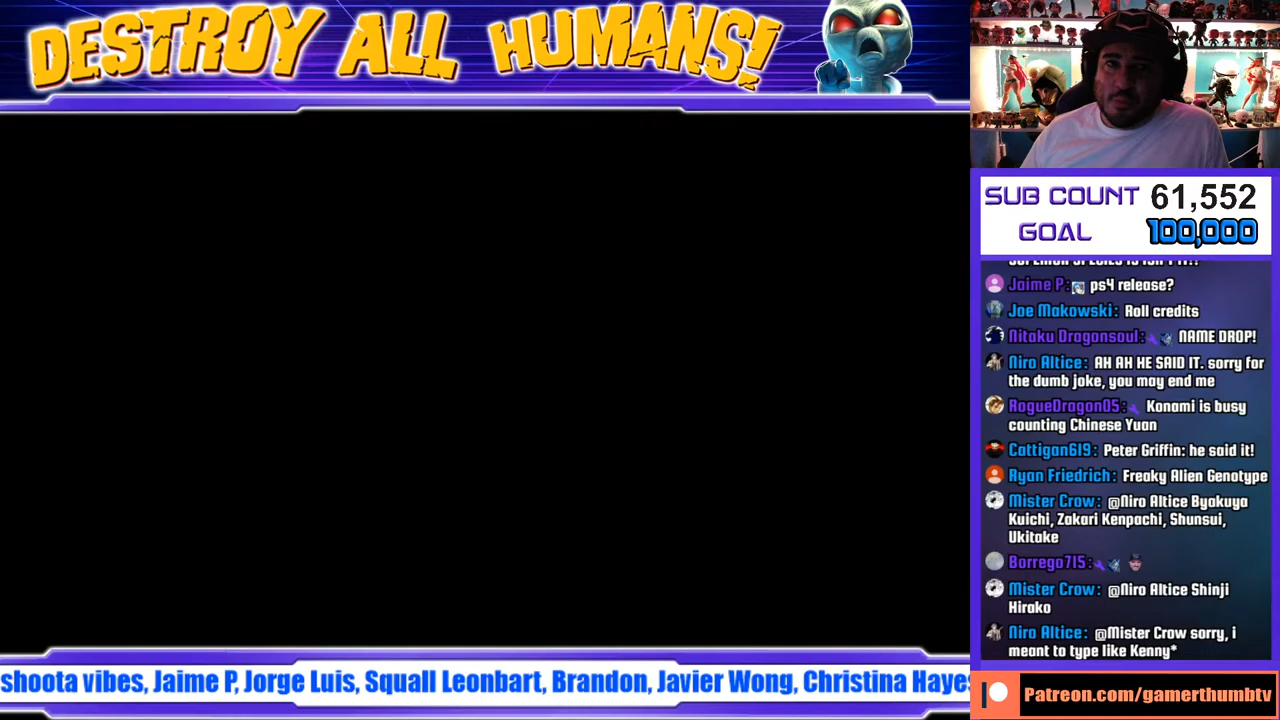 DESTROY ALL HUMANS!
SUB COUNT 61,552
GOAL 100,000
Jaime P: ps4 release?
Joe Makowski: Roll credits
Nitaku Dragonsoul: NAME DROP!
Niro Altice: AH AH HE SAID IT. sorry for
the dumb joke, you may end me
RogueDragon05: Konami is busy
counting Chinese Yuan
Cattigan619: Peter Griffin: he said it!
Ryan Friedrich: Freaky Alien Genotype
Mister Crow: @Niro Altice Byakuya
Kuichi, Zakari Kenpachi, Shunsui,
Ukitake
Borrego715:
Mister Crow: @Niro Altice Shinji
Hirako
Niro Altice: @Mister Crow sorry, i
meant to type like Kenny*
shoota vibes, Jaime P, Jorge Luis, Squall Leonbart, Brandon, Javier Wong, Christina Hayes
Patreon.com/gamerthumbtv